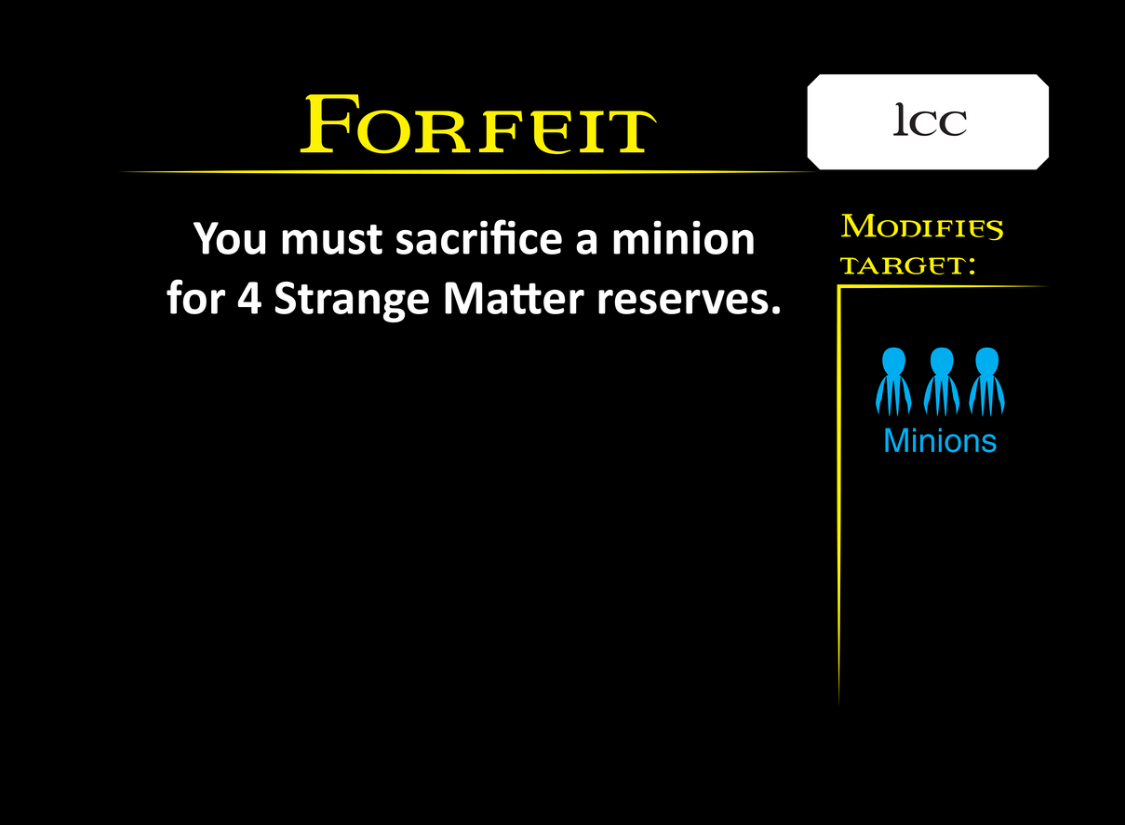 Forfeit
1cc
You must sacrifice a minion
for 4 Strange Matter reserves.
Modifies
target:
Minions